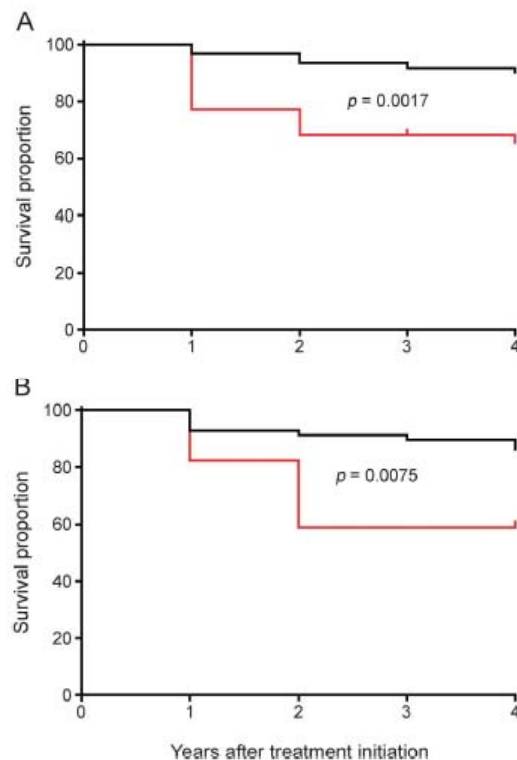 A
100
80
60
40
20
0
Survival proportion
p = 0.0017
0 1 2 3 4
B
100
80
60
40
20
0
Survival proportion
p = 0.0075
0 1 2 3 4
Years after treatment initiation